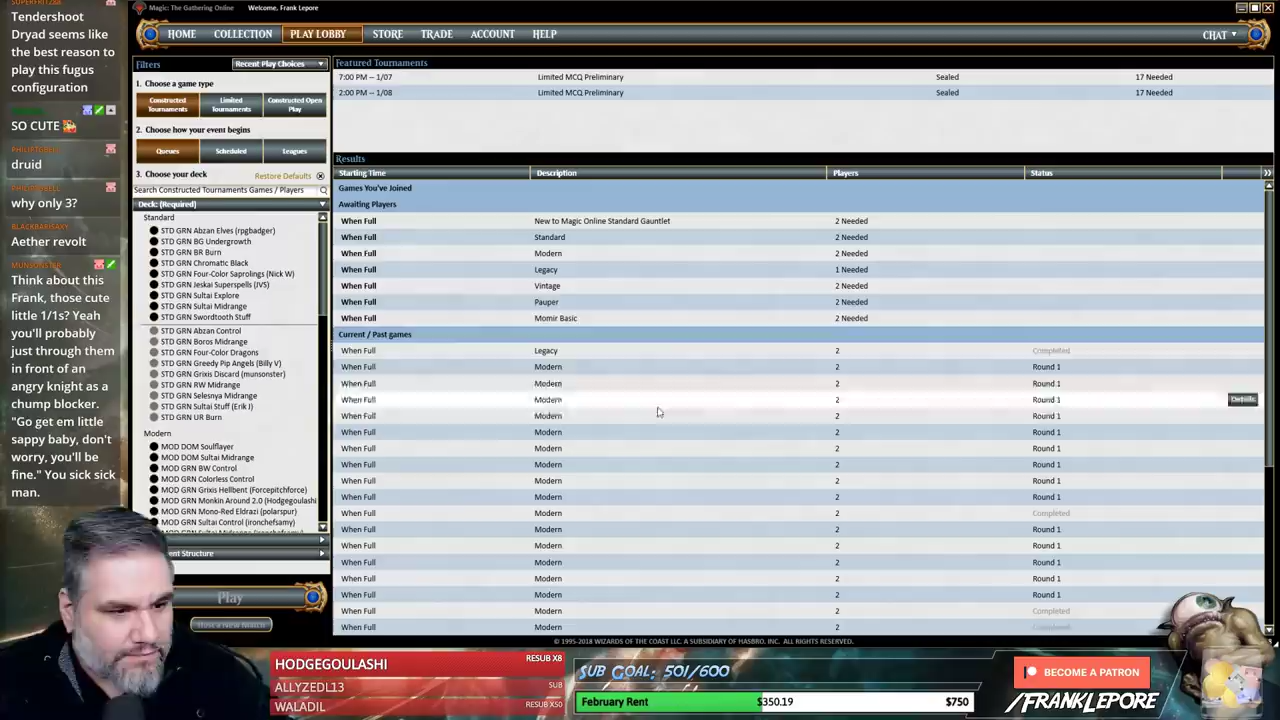 SUPERFRITZ88
Tendershoot
Dryad seems like
the best reason to
play this fugus
configuration
SO CUTE
PHILIPTGBELL
druid
PHILIPTGBELL
why only 3?
BLACKBAFISAXY
Aether revolt
MUNSONSTER
Think about this
Frank, those cute
little 1/1s? Yeah
you'll probably
just through them
in front of an
angry knight as a
chump blocker.
"Go get em little
sappy baby, don't
worry, you'll be
fine." You sick sick
man.
Magic: The Gathering Online Welcome, Frank Lepore
HOME COLLECTION PLAY LOBBY STORE TRADE ACCOUNT HELP CHAT
Filters Recent Play Choices
1. Choose a game type
Constructed Tournaments Limited Tournaments Constructed Open Play
2. Choose how your event begins
Queues Scheduled Leagues
3. Choose your deck Restore Defaults
Search Constructed Tournaments Games / Players
Deck: (Required)
Standard
STD GRN Abzan Elves (rpgbadger)
STD GRN BG Undergrowth
STD GRN BR Burn
STD GRN Chromatic Black
STD GRN Four-Color Saprolings (Nick W)
STD GRN Jeskai Superspells (JVS)
STD GRN Sultai Explore
STD GRN Sultai Midrange
STD GRN Swordtooth Stuff
STD GRN Abzan Control
STD GRN Boros Midrange
STD GRN Four-Color Dragons
STD GRN Greedy Pip Angels (Billy V)
STD GRN Grixis Discard (munsonster)
STD GRN RW Midrange
STD GRN Selesnya Midrange
STD GRN Sultai Stuff (Erik J)
STD GRN UR Burn
Modern
MOD DOM Soulflayer
MOD DOM Sultai Midrange
MOD GRN BW Control
MOD GRN Colorless Control
MOD GRN Grixis Hellbent (Forcepitchforce)
MOD GRN Monkin Around 2.0 (Hodgegoulashi
MOD GRN Mono-Red Eldrazi (polarspur)
MOD GRN Sultai Control (ironchefsamy)
ent Structure
Play
Host a New Match
Featured Tournaments
7:00 PM -- 1/07 Limited MCQ Preliminary Sealed 17 Needed
2:00 PM -- 1/08 Limited MCQ Preliminary Sealed 17 Needed
Results
Starting Time Description Players Status
Games You've Joined
Awaiting Players
When Full New to Magic Online Standard Gauntlet 2 Needed
When Full Standard 2 Needed
When Full Modern 2 Needed
When Full Legacy 1 Needed
When Full Vintage 2 Needed
When Full Pauper 2 Needed
When Full Momir Basic 2 Needed
Current / Past games
When Full Legacy 2 Completed
When Full Modern 2 Round 1
When Full Modern 2 Round 1
When Full Modern 2 Round 1 Details
When Full Modern 2 Round 1
When Full Modern 2 Round 1
When Full Modern 2 Round 1
When Full Modern 2 Round 1
When Full Modern 2 Round 1
When Full Modern 2 Round 1
When Full Modern 2 Completed
When Full Modern 2 Round 1
When Full Modern 2 Round 1
When Full Modern 2 Round 1
When Full Modern 2 Round 1
When Full Modern 2 Round 1
When Full Modern 2 Completed
When Full Modern 2 Completed
© 1995-2018 WIZARDS OF THE COAST LLC, A SUBSIDIARY OF HASBRO, INC. ALL RIGHTS RESERVED.
HODGEGOULASHI RESUB X8
ALLYZEDL13 SUB
WALADIL RESUB X50
SUB GOAL: 501/600
February Rent $350.19 $750
BECOME A PATRON
/FRANKLEPORE